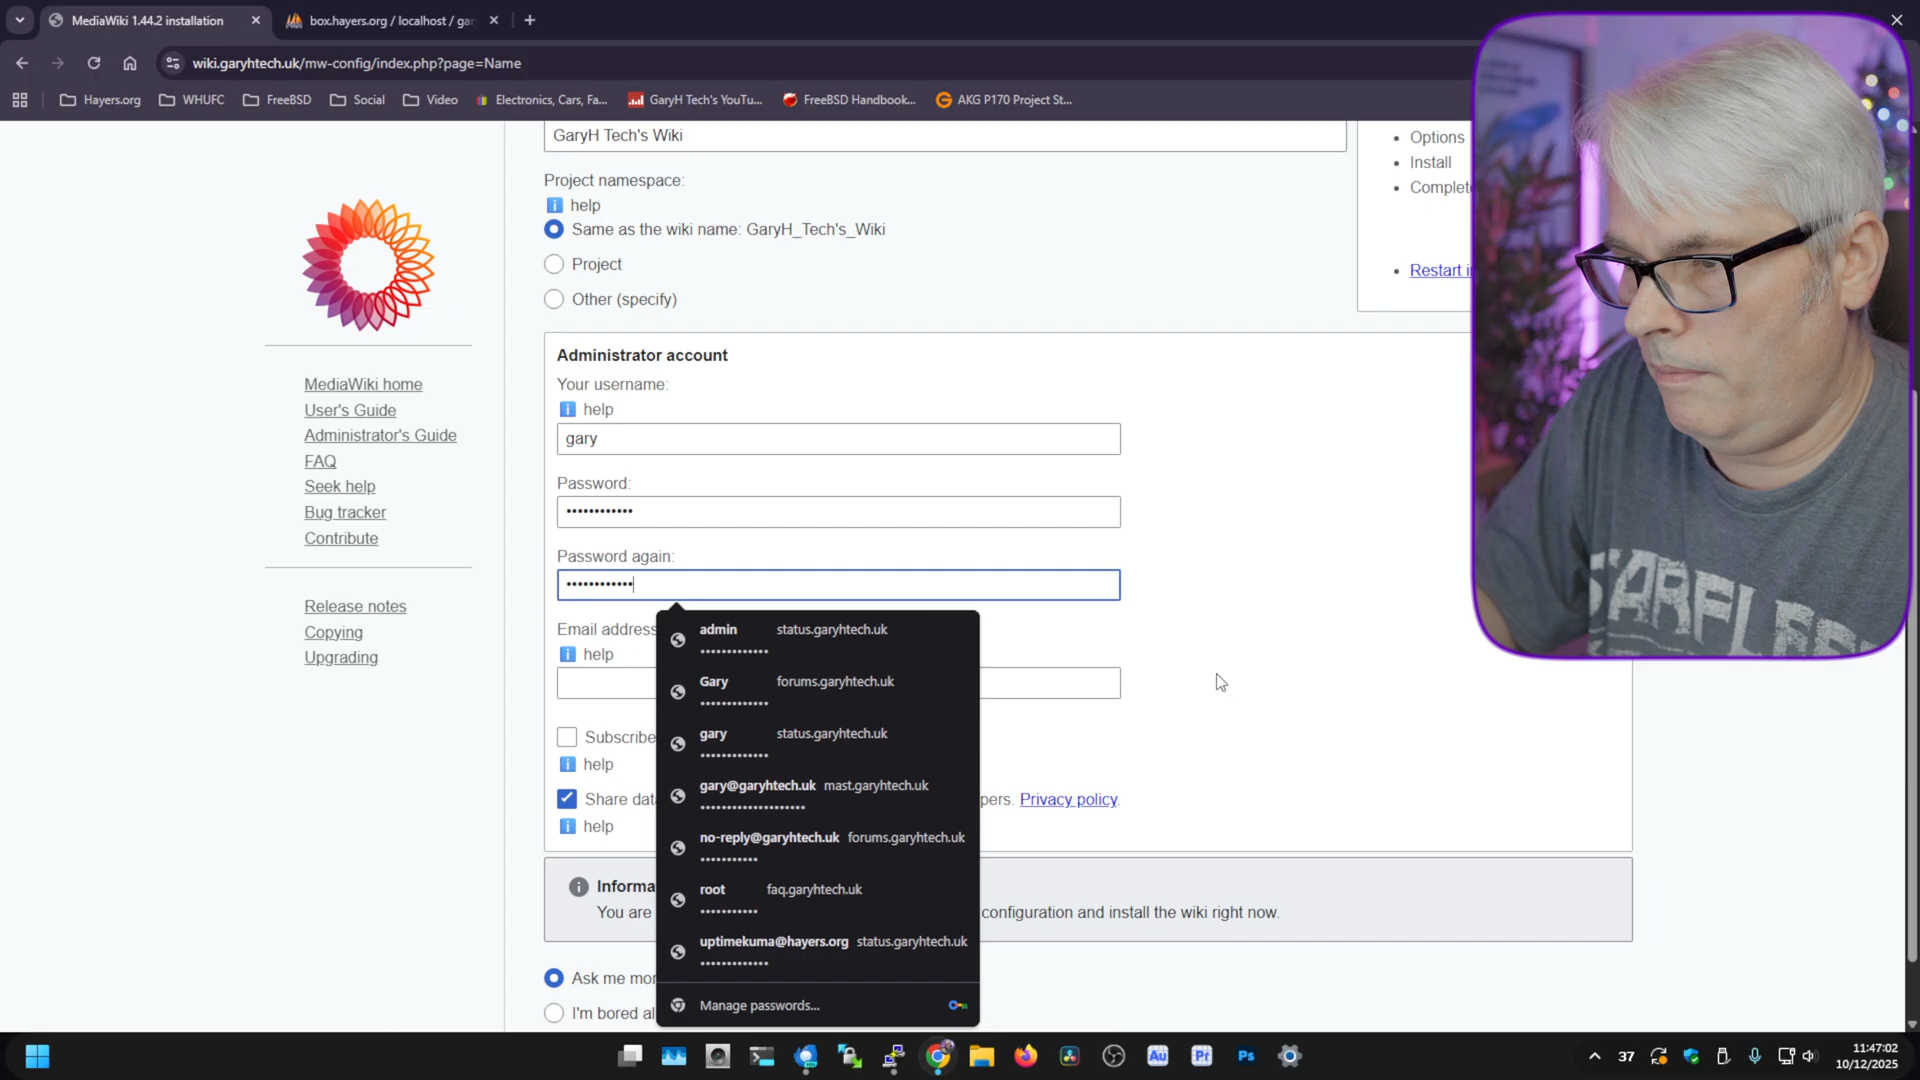 MediaWiki 1.44.2 installation
box.hayers.org / localhost / gar
wiki.garyhtech.uk/mw-config/index.php?page=Name
Hayers.org
WHUFC
FreeBSD
Social
Video
Electronics, Cars, Fa...
GaryH Tech's YouTu...
FreeBSD Handbook...
AKG P170 Project St...
GaryH Tech's Wiki
Options
Install
Complete
Restart in
Project namespace:
help
Same as the wiki name: GaryH_Tech's_Wiki
Project
Other (specify)
MediaWiki home
User's Guide
Administrator's Guide
FAQ
Seek help
Bug tracker
Contribute
Release notes
Copying
Upgrading
Administrator account
Your username:
help
gary
Password:
••••••••••••
Password again:
••••••••••••
Email address
help
Subscribe
help
Share data
pers. Privacy policy.
help
admin status.garyhtech.uk
•••••••••••••
Gary forums.garyhtech.uk
•••••••••••••
gary status.garyhtech.uk
•••••••••••••
gary@garyhtech.uk mast.garyhtech.uk
••••••••••••••••••••
no-reply@garyhtech.uk forums.garyhtech.uk
•••••••••••
root faq.garyhtech.uk
•••••••••••
uptimekuma@hayers.org status.garyhtech.uk
•••••••••••••
Manage passwords...
Informa
You are
configuration and install the wiki right now.
Ask me mor
I'm bored al
STARFLEE
Au
Pr
Ps
37
11:47:02
10/12/2025